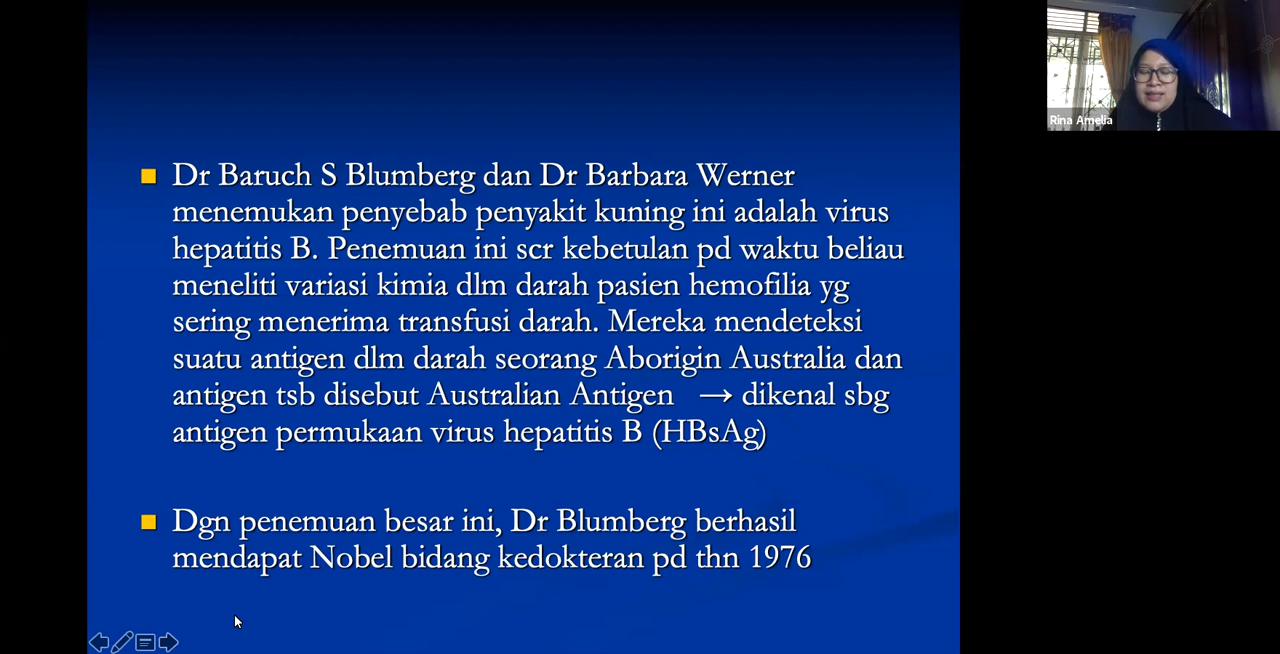 Dr Baruch S Blumberg dan Dr Barbara Werner
menemukan penyebab penyakit kuning ini adalah virus
hepatitis B. Penemuan ini scr kebetulan pd waktu beliau
meneliti variasi kimia dlm darah pasien hemofilia yg
sering menerima transfusi darah. Mereka mendeteksi
suatu antigen dlm darah seorang Aborigin Australia dan
antigen tsb disebut Australian Antigen → dikenal sbg
antigen permukaan virus hepatitis B (HBsAg)
Dgn penemuan besar ini, Dr Blumberg berhasil
mendapat Nobel bidang kedokteran pd thn 1976
Rina Amelia